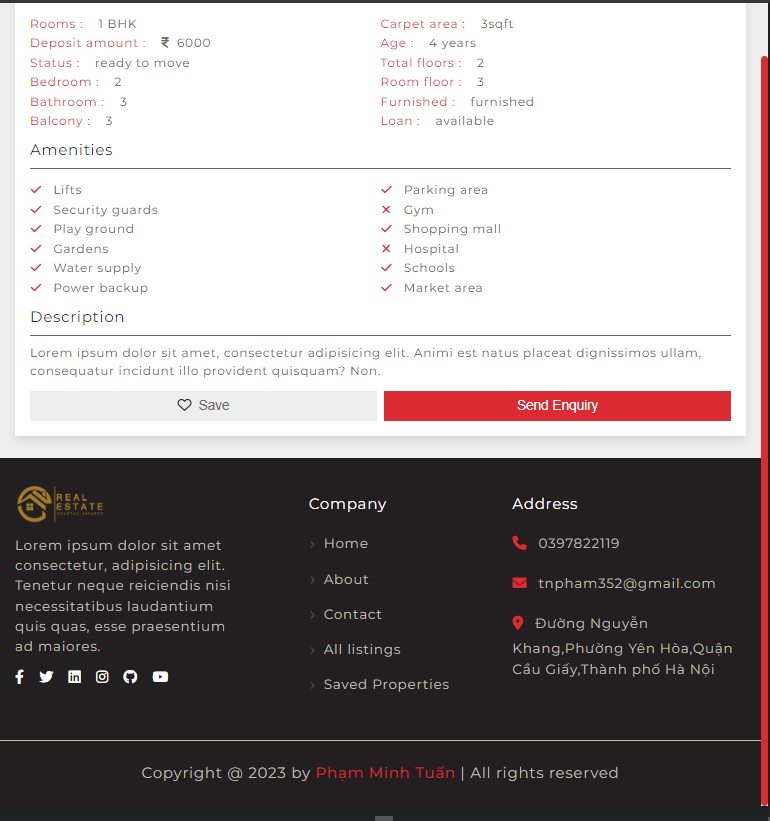 Rooms : 1 BHK
Carpet area : 3sqft
Deposit amount : ₹ 6000
Age : 4 years
Status : ready to move
Total floors : 2
Bedroom : 2
Room floor : 3
Bathroom : 3
Furnished : furnished
Balcony : 3
Loan : available
Amenities
Lifts
Parking area
Security guards
Gym
Play ground
Shopping mall
Gardens
Hospital
Water supply
Schools
Power backup
Market area
Description
Lorem ipsum dolor sit amet, consectetur adipisicing elit. Animi est natus placeat dignissimos ullam,
consequatur incidunt illo provident quisquam? Non.
Save
Send Enquiry
REAL
ESTATE
Lorem ipsum dolor sit amet
consectetur, adipisicing elit.
Tenetur neque reiciendis nisi
necessitatibus laudantium
quis quas, esse praesentium
ad maiores.
Company
Home
About
Contact
All listings
Saved Properties
Address
0397822119
tnpham352@gmail.com
Đường Nguyễn
Khang,Phường Yên Hòa,Quận
Cầu Giấy,Thành phố Hà Nội
Copyright @ 2023 by Phạm Minh Tuấn | All rights reserved